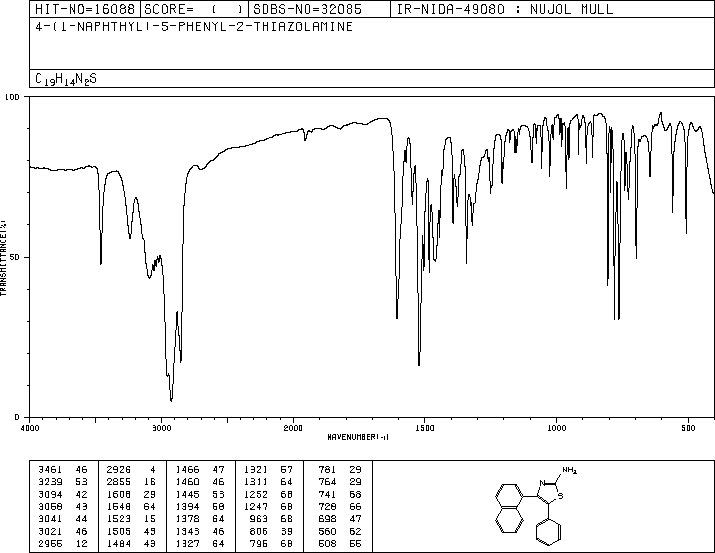 HIT-NO=16088 SCORE= ( ) SDBS-NO=32085 IR-NIDA-49080 : NUJOL MULL
4-(1-NAPHTHYL)-5-PHENYL-2-THIAZOLAMINE
C19H14N2S
100
50
0
TRANSMITTANCE(%)
4000 3000 2000 1500 1000 500
WAVENUMBER(-1)
3461 46 2926 4 1466 47 1321 57 781 29
3239 53 2855 16 1460 46 1311 64 764 29
3094 42 1608 29 1445 53 1252 68 741 68
3058 43 1548 64 1394 58 1247 68 728 66
3041 44 1523 15 1378 64 963 68 698 47
3021 46 1505 43 1343 46 806 39 560 62
2955 12 1484 43 1327 64 796 68 508 55
NH2
N
S